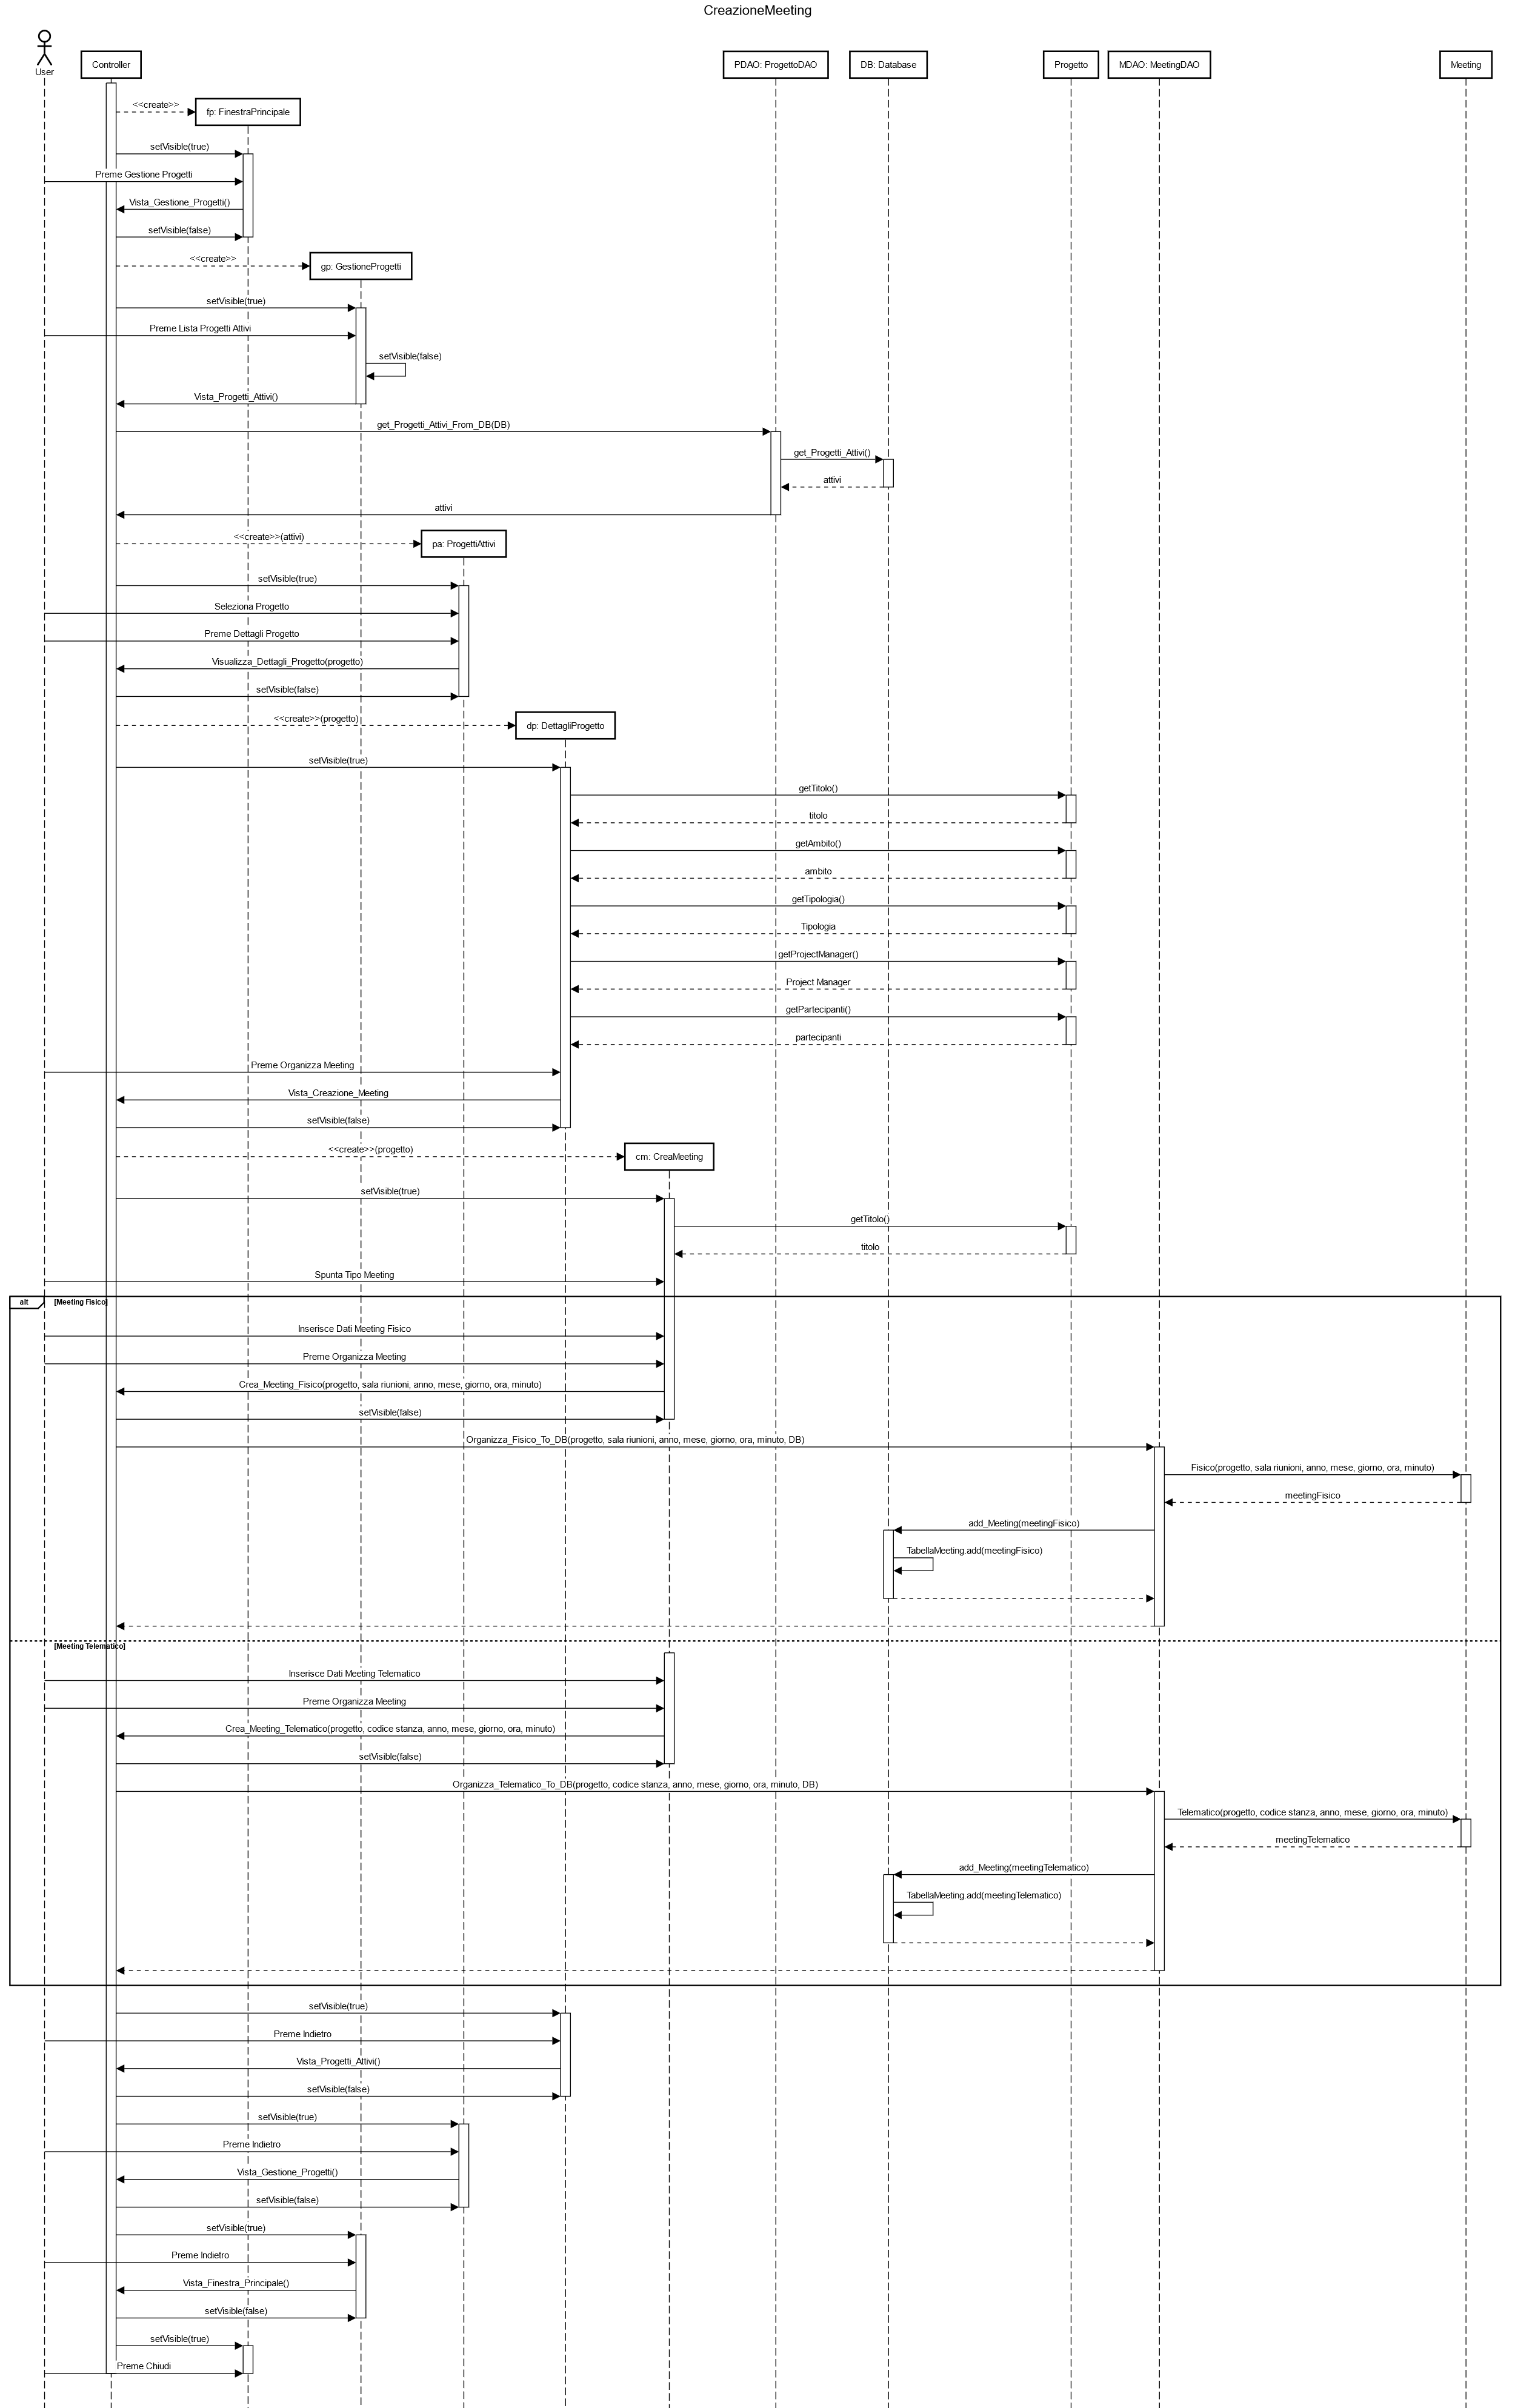 CreazioneMeeting
User
Controller
PDAO: ProgettoDAO
DB: Database
Progetto
MDAO: MeetingDAO
Meeting
<<create>>
fp: FinestraPrincipale
setVisible(true)
Preme Gestione Progetti
Vista_Gestione_Progetti()
setVisible(false)
<<create>>
gp: GestioneProgetti
setVisible(true)
Preme Lista Progetti Attivi
setVisible(false)
Vista_Progetti_Attivi()
get_Progetti_Attivi_From_DB(DB)
get_Progetti_Attivi()
attivi
attivi
<<create>>(attivi)
pa: ProgettiAttivi
setVisible(true)
Seleziona Progetto
Preme Dettagli Progetto
Visualizza_Dettagli_Progetto(progetto)
setVisible(false)
<<create>>(progetto)
dp: DettagliProgetto
setVisible(true)
getTitolo()
titolo
getAmbito()
ambito
getTipologia()
Tipologia
getProjectManager()
Project Manager
getPartecipanti()
partecipanti
Preme Organizza Meeting
Vista_Creazione_Meeting
setVisible(false)
<<create>>(progetto)
cm: CreaMeeting
setVisible(true)
getTitolo()
titolo
Spunta Tipo Meeting
alt
[Meeting Fisico]
Inserisce Dati Meeting Fisico
Preme Organizza Meeting
Crea_Meeting_Fisico(progetto, sala riunioni, anno, mese, giorno, ora, minuto)
setVisible(false)
Organizza_Fisico_To_DB(progetto, sala riunioni, anno, mese, giorno, ora, minuto, DB)
Fisico(progetto, sala riunioni, anno, mese, giorno, ora, minuto)
meetingFisico
add_Meeting(meetingFisico)
TabellaMeeting.add(meetingFisico)
[Meeting Telematico]
Inserisce Dati Meeting Telematico
Preme Organizza Meeting
Crea_Meeting_Telematico(progetto, codice stanza, anno, mese, giorno, ora, minuto)
setVisible(false)
Organizza_Telematico_To_DB(progetto, codice stanza, anno, mese, giorno, ora, minuto, DB)
Telematico(progetto, codice stanza, anno, mese, giorno, ora, minuto)
meetingTelematico
add_Meeting(meetingTelematico)
TabellaMeeting.add(meetingTelematico)
setVisible(true)
Preme Indietro
Vista_Progetti_Attivi()
setVisible(false)
setVisible(true)
Preme Indietro
Vista_Gestione_Progetti()
setVisible(false)
setVisible(true)
Preme Indietro
Vista_Finestra_Principale()
setVisible(false)
setVisible(true)
Preme Chiudi